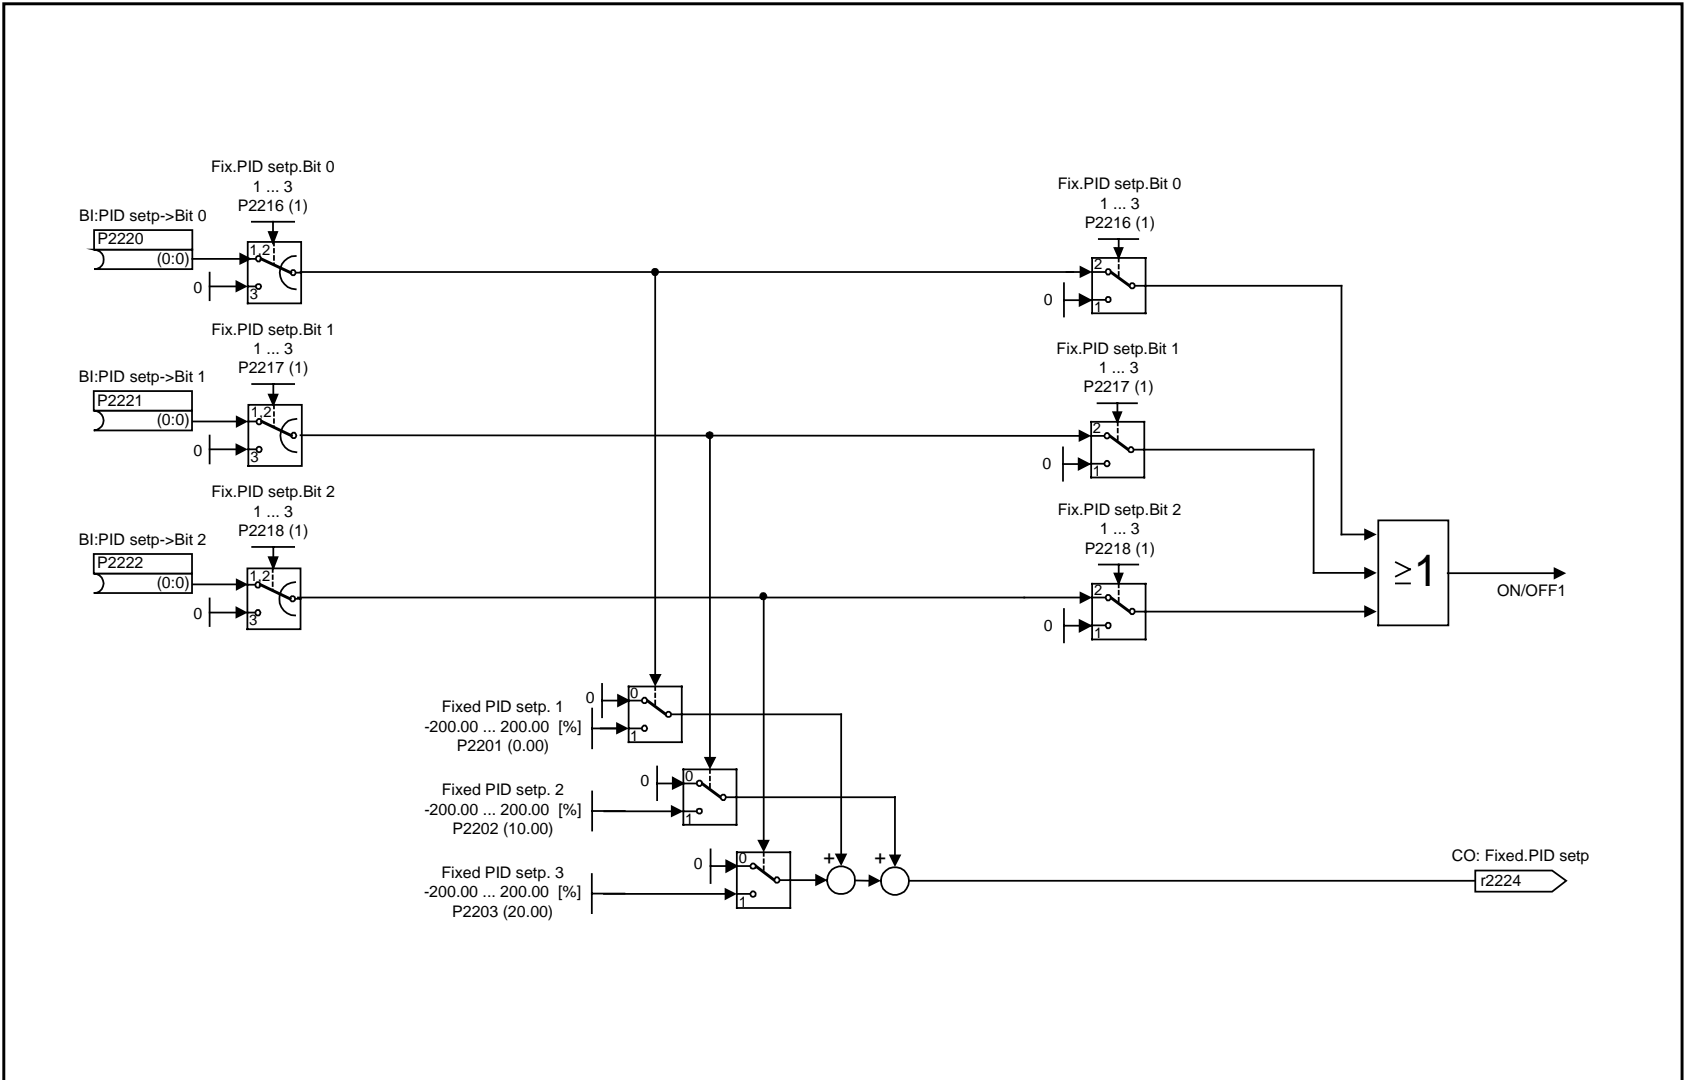 Fix.PID setp.Bit 0
1 ... 3
P2216 (1)
BI:PID setp->Bit 0
P2220
(0:0)
1,2
0
3
Fix.PID setp.Bit 0
1 ... 3
P2216 (1)
2
0
1
Fix.PID setp.Bit 1
1 ... 3
P2217 (1)
BI:PID setp->Bit 1
P2221
(0:0)
1,2
0
3
Fix.PID setp.Bit 1
1 ... 3
P2217 (1)
2
0
1
Fix.PID setp.Bit 2
1 ... 3
P2218 (1)
BI:PID setp->Bit 2
P2222
(0:0)
1,2
0
3
Fix.PID setp.Bit 2
1 ... 3
P2218 (1)
2
0
1
≥1
ON/OFF1
Fixed PID setp. 1
-200.00 ... 200.00 [%]
P2201 (0.00)
0
0
1
Fixed PID setp. 2
-200.00 ... 200.00 [%]
P2202 (10.00)
0
0
1
Fixed PID setp. 3
-200.00 ... 200.00 [%]
P2203 (20.00)
0
0
1
+
+
CO: Fixed.PID setp
r2224